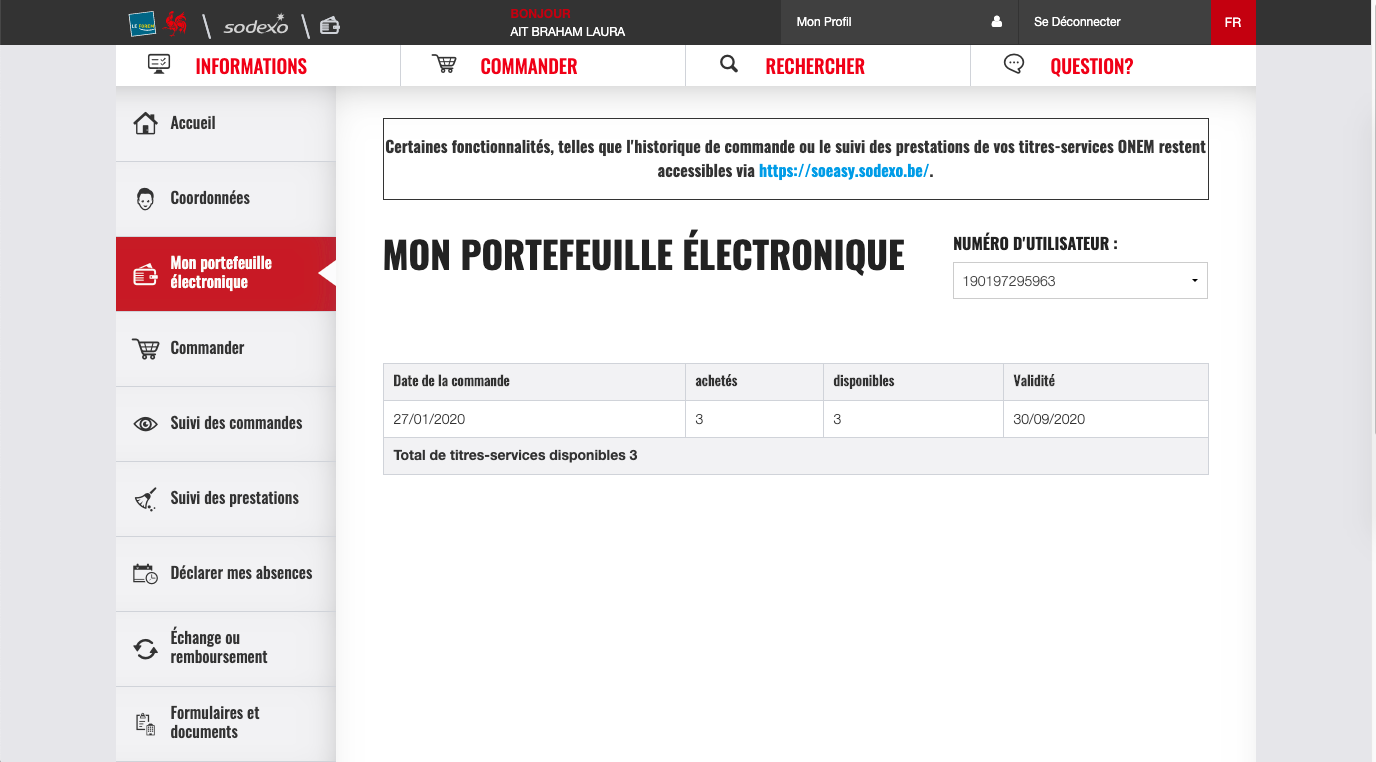 LE FOREM
sodexo
BONJOUR
AIT BRAHAM LAURA
Mon Profil
Se Déconnecter
FR
INFORMATIONS
COMMANDER
RECHERCHER
QUESTION?
Accueil
Coordonnées
Mon portefeuille
électronique
Commander
Suivi des commandes
Suivi des prestations
Déclarer mes absences
Échange ou
remboursement
Formulaires et
documents
Certaines fonctionnalités, telles que l'historique de commande ou le suivi des prestations de vos titres-services ONEM restent
accessibles via https://soeasy.sodexo.be/.
MON PORTEFEUILLE ÉLECTRONIQUE
NUMÉRO D'UTILISATEUR :
190197295963
Date de la commande achetés disponibles Validité
27/01/2020 3 3 30/09/2020
Total de titres-services disponibles 3